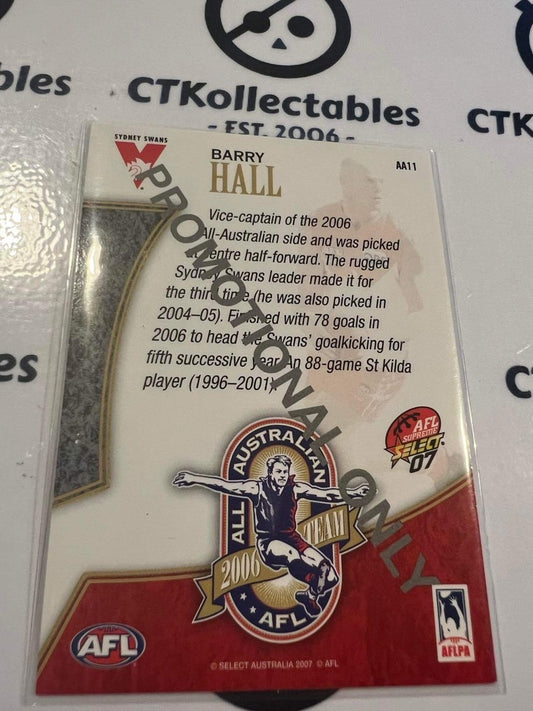 CTKollectables
- EST. 2006 -
CTK
SYDNEY SWANS
BARRY
HALL
AA11
Vice-captain of the 2006
All-Australian side and was picked
at centre half-forward. The rugged
Sydney Swans leader made it for
the third time (he was also picked in
2004–05). Finished with 78 goals in
2006 to head the Swans' goalkicking for
fifth successive year. An 88-game St Kilda
player (1996–2001).
PROMOTIONAL ONLY
AFL
SUPREME
SELECT
07
ALL AUSTRALIAN
2006 TEAM
AFL
AFL
AFLPA
© SELECT AUSTRALIA 2007 © AFL